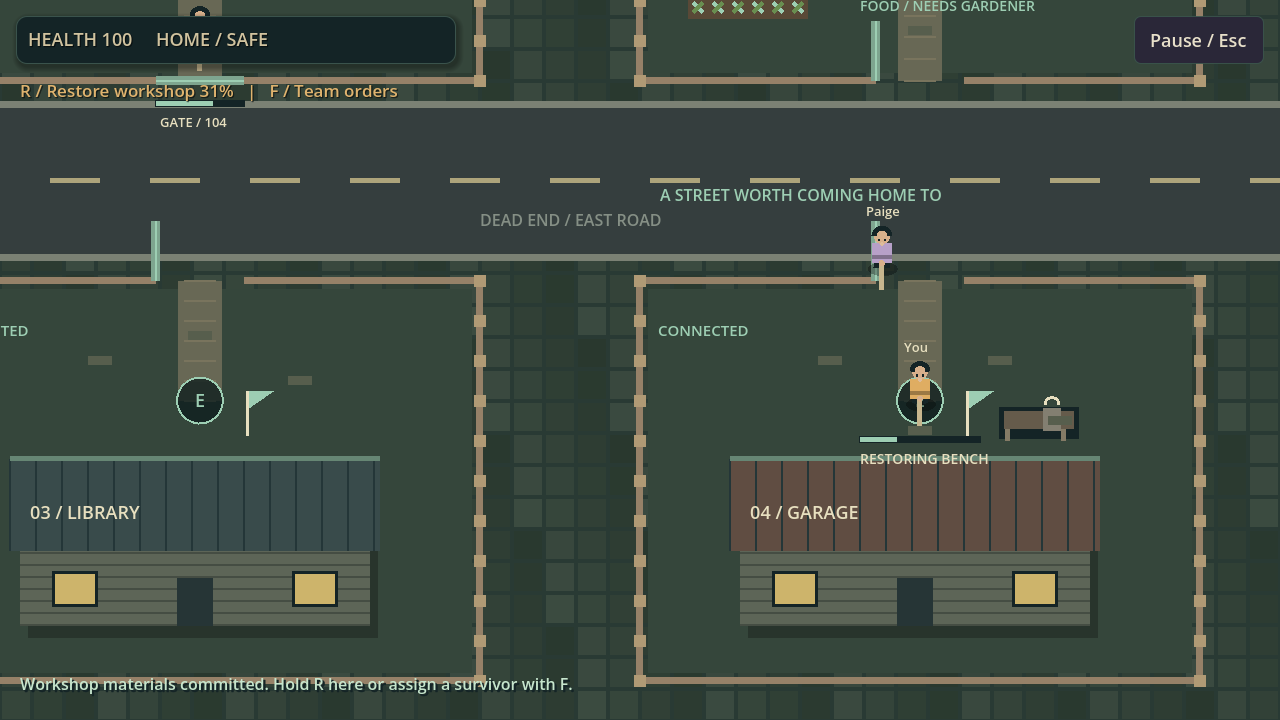 FOOD / NEEDS GARDENER
HEALTH 100 HOME / SAFE
Pause / Esc
R / Restore workshop 31% | F / Team orders
GATE / 104
A STREET WORTH COMING HOME TO
Paige
DEAD END / EAST ROAD
TED
CONNECTED
You
E
RESTORING BENCH
03 / LIBRARY
04 / GARAGE
Workshop materials committed. Hold R here or assign a survivor with F.